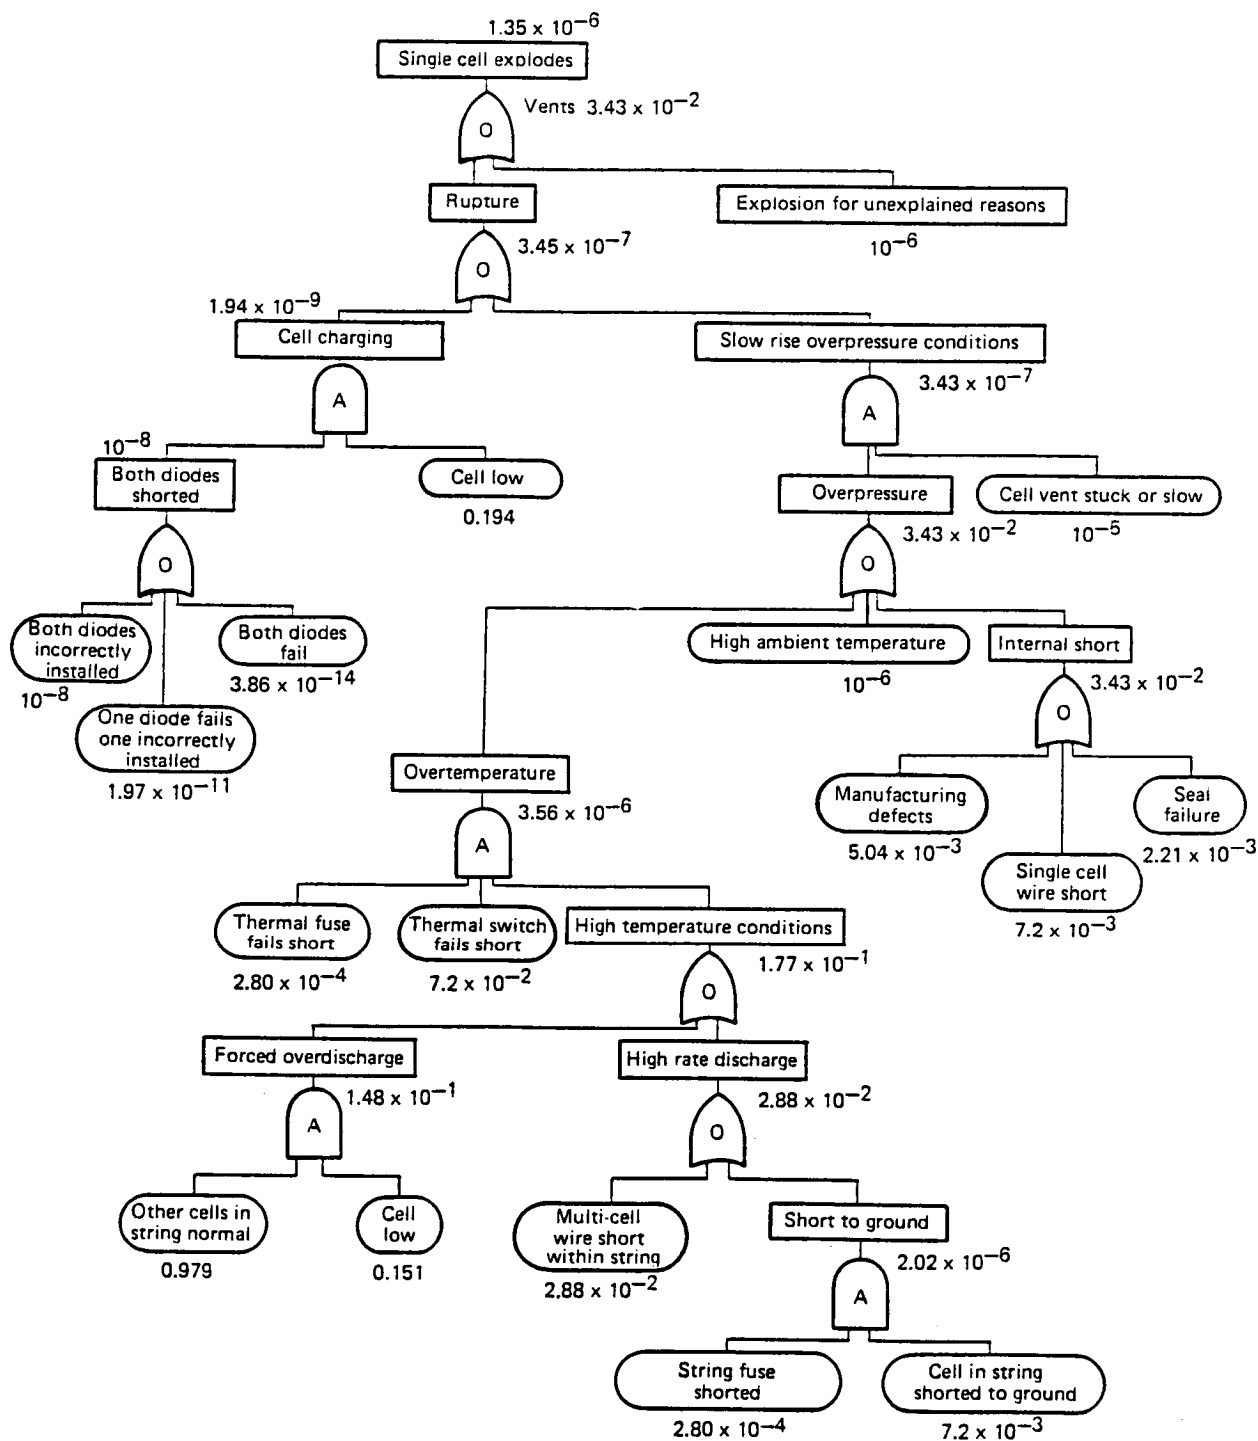 1.35 x 10⁻⁶
Single cell explodes
Vents 3.43 x 10⁻²
O
Rupture
Explosion for unexplained reasons
3.45 x 10⁻⁷
10⁻⁶
O
1.94 x 10⁻⁹
Cell charging
Slow rise overpressure conditions
3.43 x 10⁻⁷
A
A
10⁻⁸
Both diodes
shorted
Cell low
0.194
Overpressure
Cell vent stuck or slow
3.43 x 10⁻²
10⁻⁵
O
O
Both diodes
incorrectly
installed
10⁻⁸
Both diodes
fail
3.86 x 10⁻¹⁴
One diode fails
one incorrectly
installed
1.97 x 10⁻¹¹
High ambient temperature
10⁻⁶
Internal short
3.43 x 10⁻²
O
Overtemperature
3.56 x 10⁻⁶
A
Manufacturing
defects
5.04 x 10⁻³
Seal
failure
2.21 x 10⁻³
Single cell
wire short
7.2 x 10⁻³
Thermal fuse
fails short
2.80 x 10⁻⁴
Thermal switch
fails short
7.2 x 10⁻²
High temperature conditions
1.77 x 10⁻¹
O
Forced overdischarge
1.48 x 10⁻¹
A
High rate discharge
2.88 x 10⁻²
O
Other cells in
string normal
0.979
Cell
low
0.151
Multi-cell
wire short
within string
2.88 x 10⁻²
Short to ground
2.02 x 10⁻⁶
A
String fuse
shorted
2.80 x 10⁻⁴
Cell in string
shorted to ground
7.2 x 10⁻³